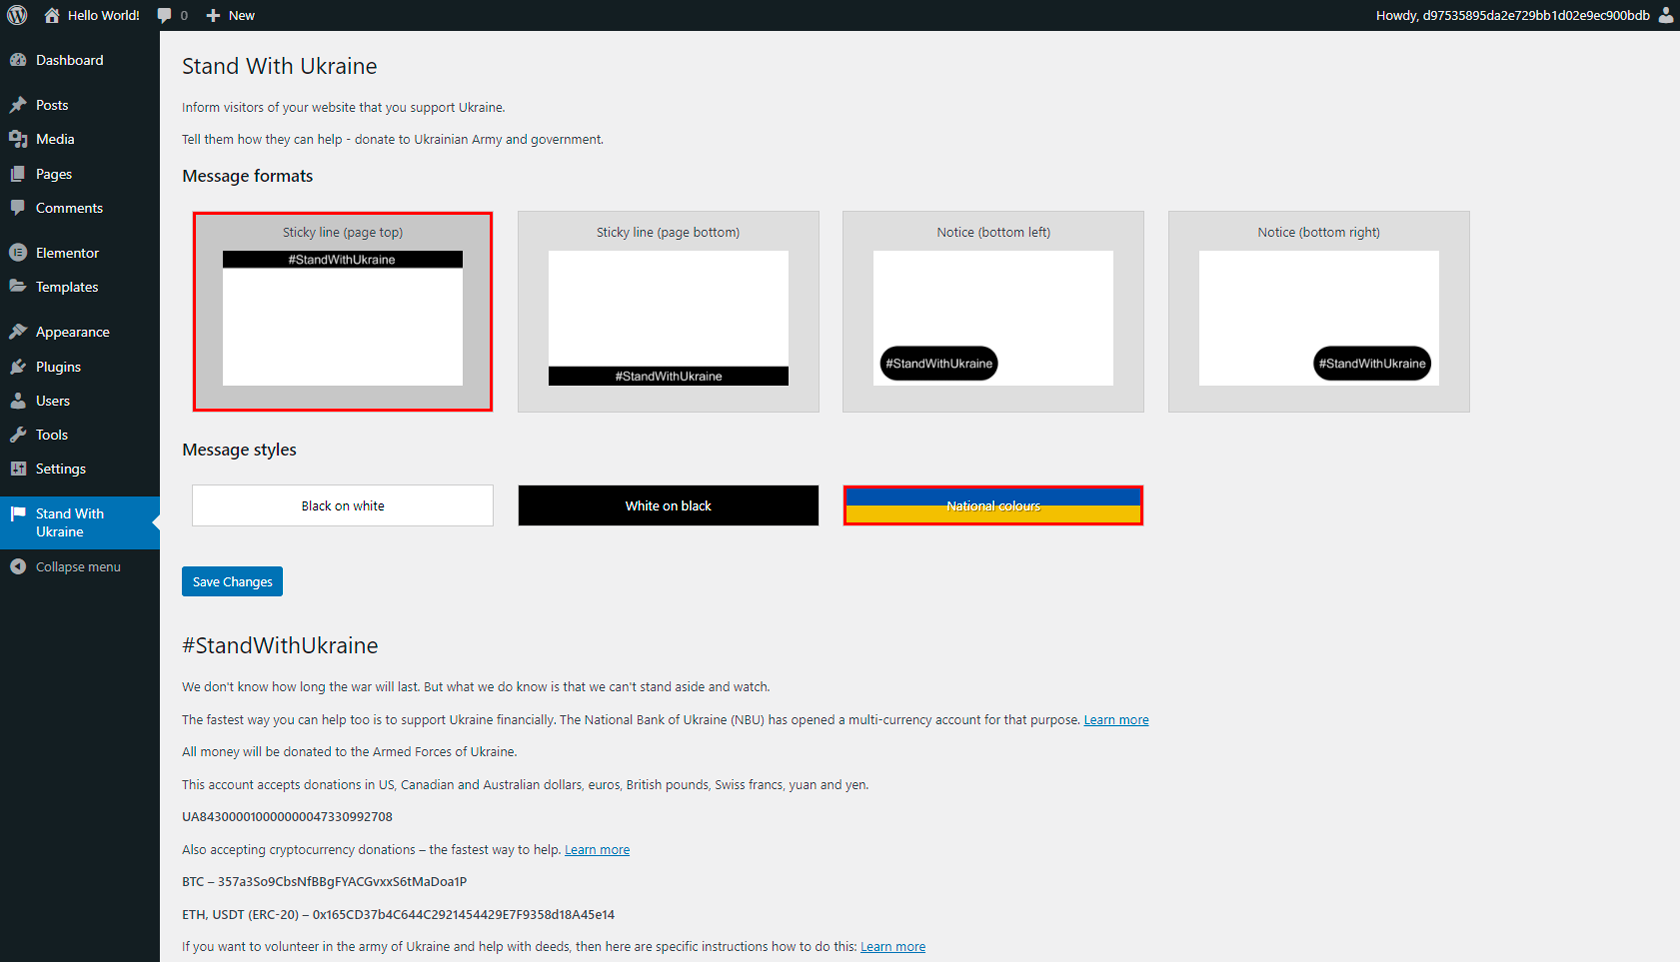 Hello World!
0
New
Howdy, d97535895da2e729bb1d02e9ec900bdb
Dashboard
Posts
Media
Pages
Comments
Elementor
Templates
Appearance
Plugins
Users
Tools
Settings
Stand With
Ukraine
Collapse menu
Stand With Ukraine
Inform visitors of your website that you support Ukraine.
Tell them how they can help - donate to Ukrainian Army and government.
Message formats
Sticky line (page top)
#StandWithUkraine
Sticky line (page bottom)
#StandWithUkraine
Notice (bottom left)
#StandWithUkraine
Notice (bottom right)
#StandWithUkraine
Message styles
Black on white
White on black
National colours
Save Changes
#StandWithUkraine
We don't know how long the war will last. But what we do know is that we can't stand aside and watch.
The fastest way you can help too is to support Ukraine financially. The National Bank of Ukraine (NBU) has opened a multi-currency account for that purpose. Learn more
All money will be donated to the Armed Forces of Ukraine.
This account accepts donations in US, Canadian and Australian dollars, euros, British pounds, Swiss francs, yuan and yen.
UA843000010000000047330992708
Also accepting cryptocurrency donations – the fastest way to help. Learn more
BTC – 357a3So9CbsNfBBgFYACGvxxS6tMaDoa1P
ETH, USDT (ERC-20) – 0x165CD37b4C644C2921454429E7F9358d18A45e14
If you want to volunteer in the army of Ukraine and help with deeds, then here are specific instructions how to do this: Learn more